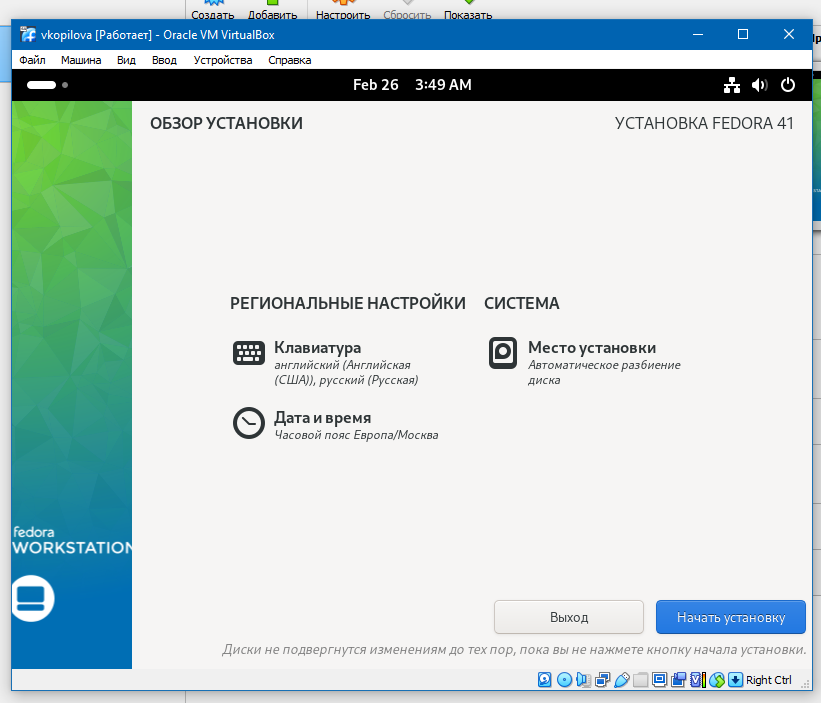 Создать Добавить Настроить Сбросить Показать
vkopilova [Работает] - Oracle VM VirtualBox
Файл Машина Вид Ввод Устройства Справка
Feb 26 3:49 AM
ОБЗОР УСТАНОВКИ УСТАНОВКА FEDORA 41
РЕГИОНАЛЬНЫЕ НАСТРОЙКИ СИСТЕМА
Клавиатура Место установки
английский (Английская Автоматическое разбиение
(США)), русский (Русская) диска
Дата и время
Часовой пояс Европа/Москва
fedora
WORKSTATION
Выход Начать установку
Диски не подвергнутся изменениям до тех пор, пока вы не нажмете кнопку начала установки.
Right Ctrl